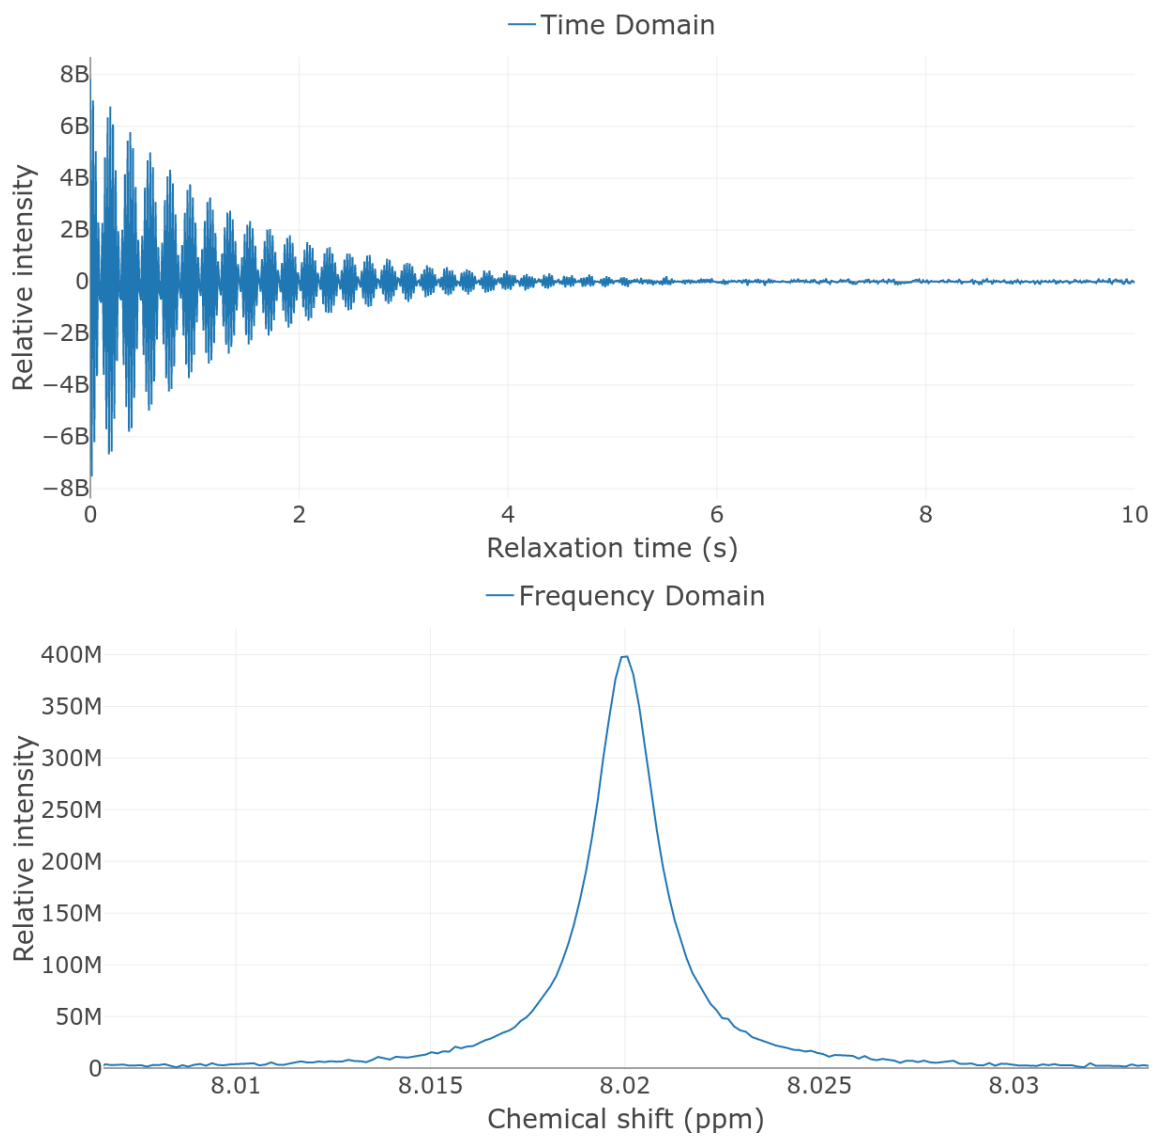 Time Domain
8B
6B
4B
2B
0
−2B
−4B
−6B
−8B
Relative intensity
0 2 4 6 8 10
Relaxation time (s)
Frequency Domain
400M
350M
300M
250M
200M
150M
100M
50M
0
Relative intensity
8.01 8.015 8.02 8.025 8.03
Chemical shift (ppm)